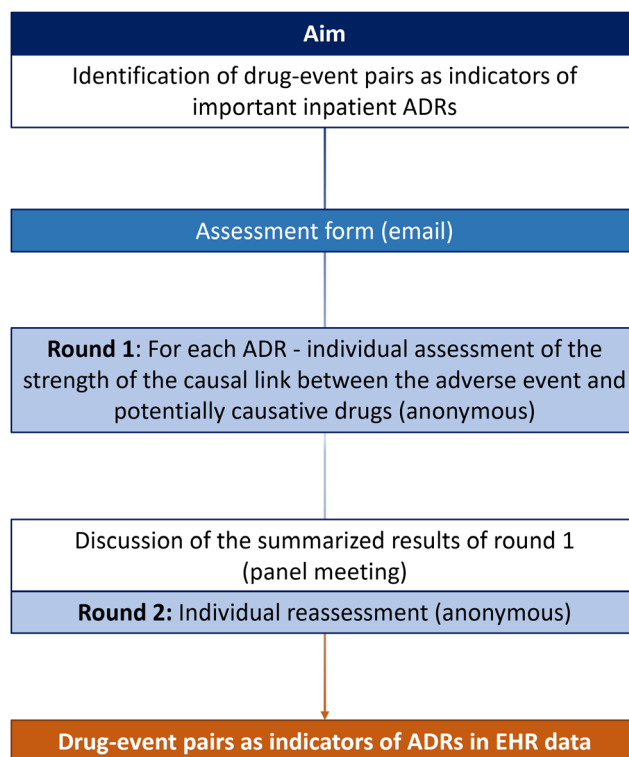 Aim
Identification of drug-event pairs as indicators of
important inpatient ADRs
Assessment form (email)
Round 1: For each ADR - individual assessment of the
strength of the causal link between the adverse event and
potentially causative drugs (anonymous)
Discussion of the summarized results of round 1
(panel meeting)
Round 2: Individual reassessment (anonymous)
Drug-event pairs as indicators of ADRs in EHR data